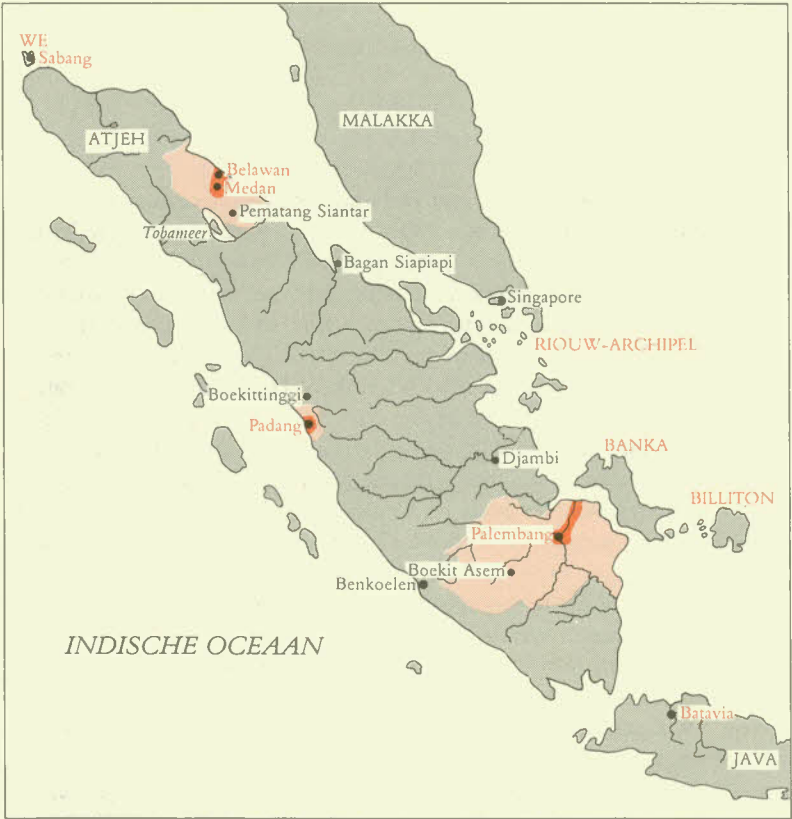 WE
Sabang
MALAKKA
ATJEH
Belawan
Medan
Pematang Siantar
Tobameer
Bagan Siapiapi
Singapore
RIOUW-ARCHIPEL
Boekittinggi
Padang
BANKA
Djambi
BILLITON
Palembang
Boekit Asem
Benkoelen
INDISCHE OCEAAN
Batavia
JAVA